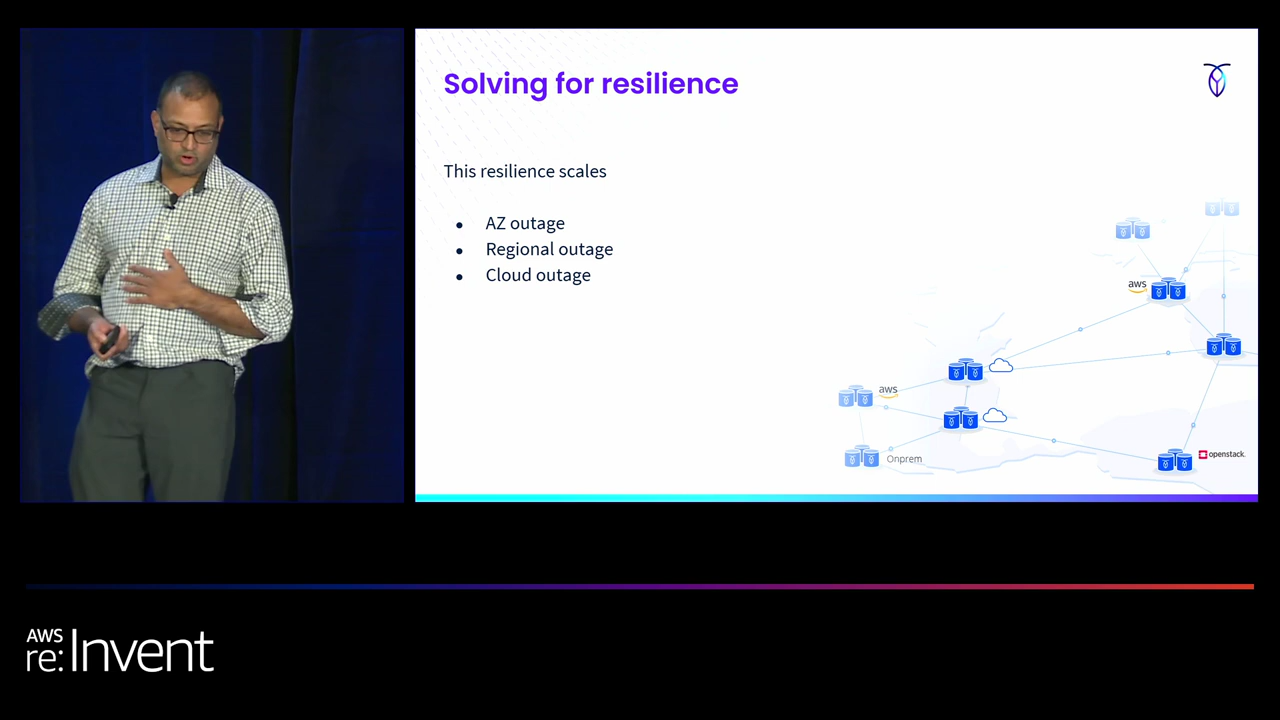 Solving for resilience
This resilience scales
● AZ outage
● Regional outage
● Cloud outage
aws
aws
Onprem
openstack.
AWS
re:Invent